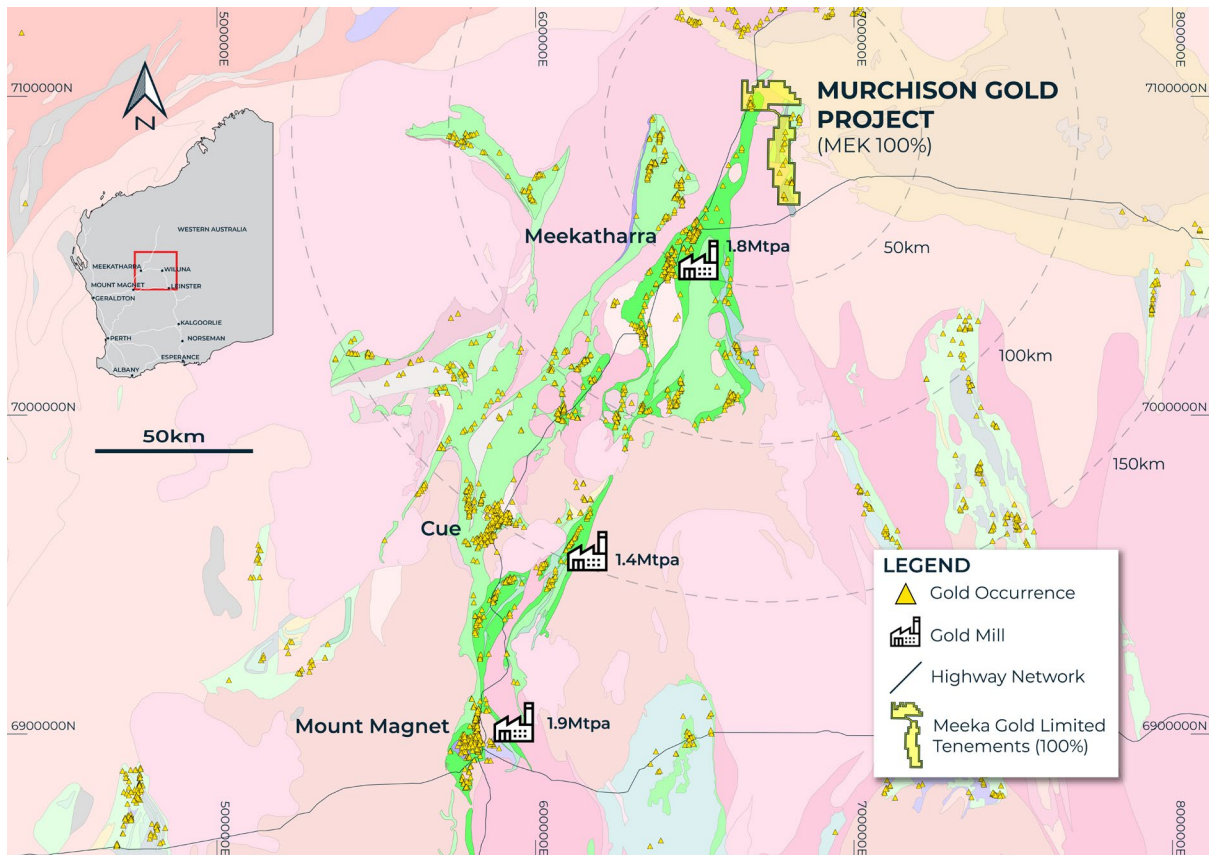 500000E
600000E
700000E
800000E
7100000N
7100000N
N
MURCHISON GOLD
PROJECT
(MEK 100%)
WESTERN AUSTRALIA
MEEKATHARRA
WILUNA
MOUNT MAGNET
LEINSTER
GERALDTON
KALGOORLIE
PERTH
NORSEMAN
ESPERANCE
ALBANY
Meekatharra
1.8Mtpa
50km
100km
7000000N
7000000N
50km
150km
Cue
1.4Mtpa
LEGEND
Gold Occurrence
Gold Mill
Highway Network
Meeka Gold Limited
Tenements (100%)
Mount Magnet
1.9Mtpa
6900000N
6900000N
500000E
600000E
700000E
800000E